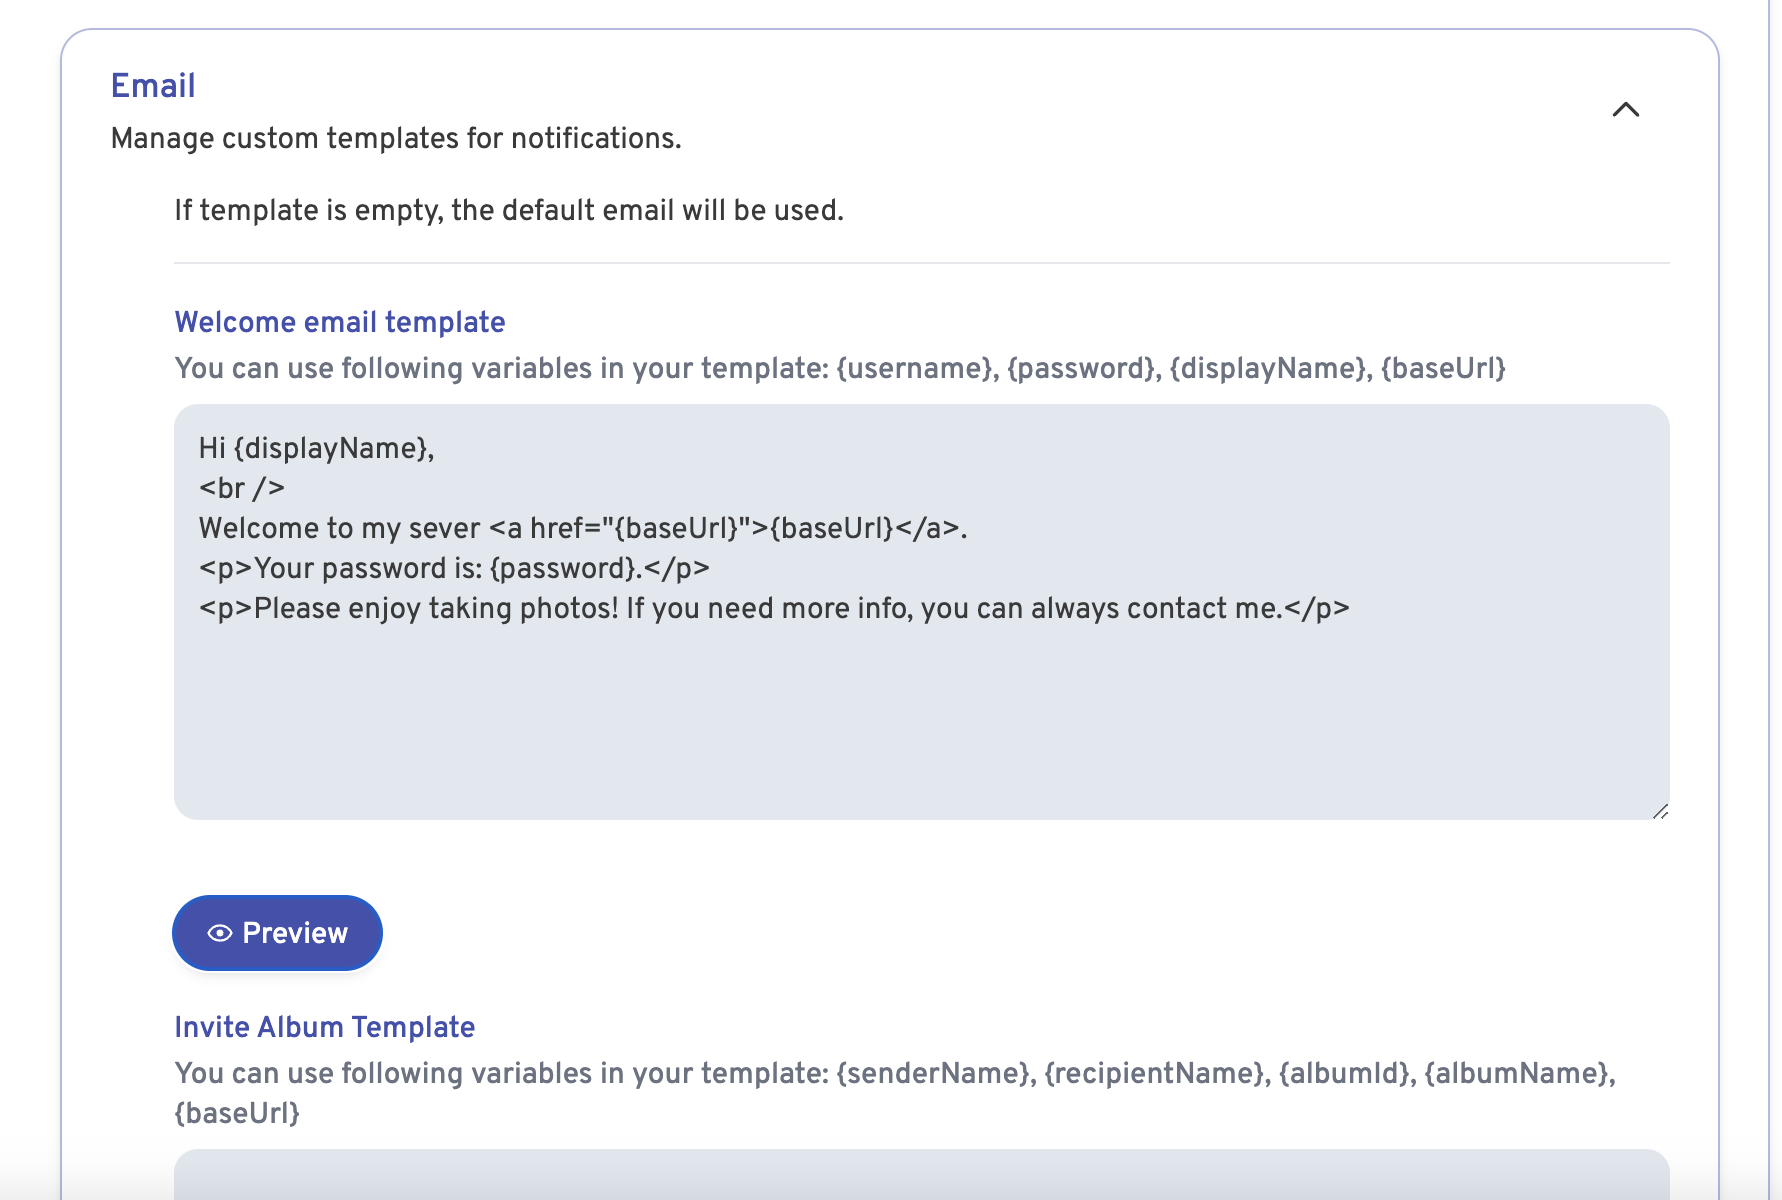 Email
Manage custom templates for notifications.
If template is empty, the default email will be used.
Welcome email template
You can use following variables in your template: {username}, {password}, {displayName}, {baseUrl}
Hi {displayName},
<br />
Welcome to my sever <a href="{baseUrl}">{baseUrl}</a>.
<p>Your password is: {password}.</p>
<p>Please enjoy taking photos! If you need more info, you can always contact me.</p>
Preview
Invite Album Template
You can use following variables in your template: {senderName}, {recipientName}, {albumId}, {albumName},
{baseUrl}